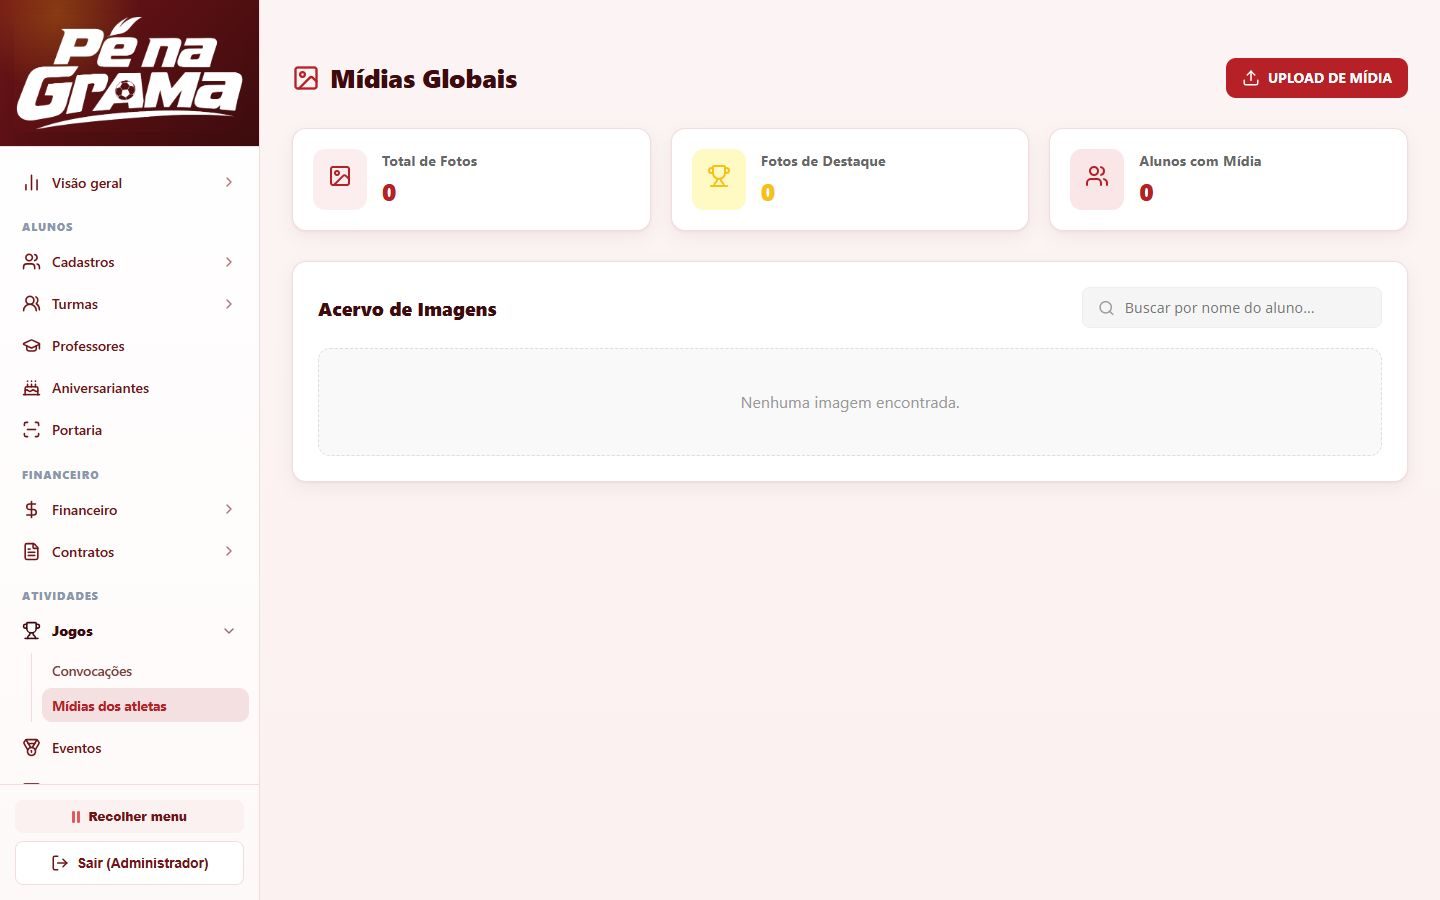 Pé na
GRAMA
Visão geral
ALUNOS
Cadastros
Turmas
Professores
Aniversariantes
Portaria
FINANCEIRO
Financeiro
Contratos
ATIVIDADES
Jogos
Convocações
Mídias dos atletas
Eventos
Recolher menu
Sair (Administrador)
Mídias Globais
UPLOAD DE MÍDIA
Total de Fotos
0
Fotos de Destaque
0
Alunos com Mídia
0
Acervo de Imagens
Buscar por nome do aluno...
Nenhuma imagem encontrada.